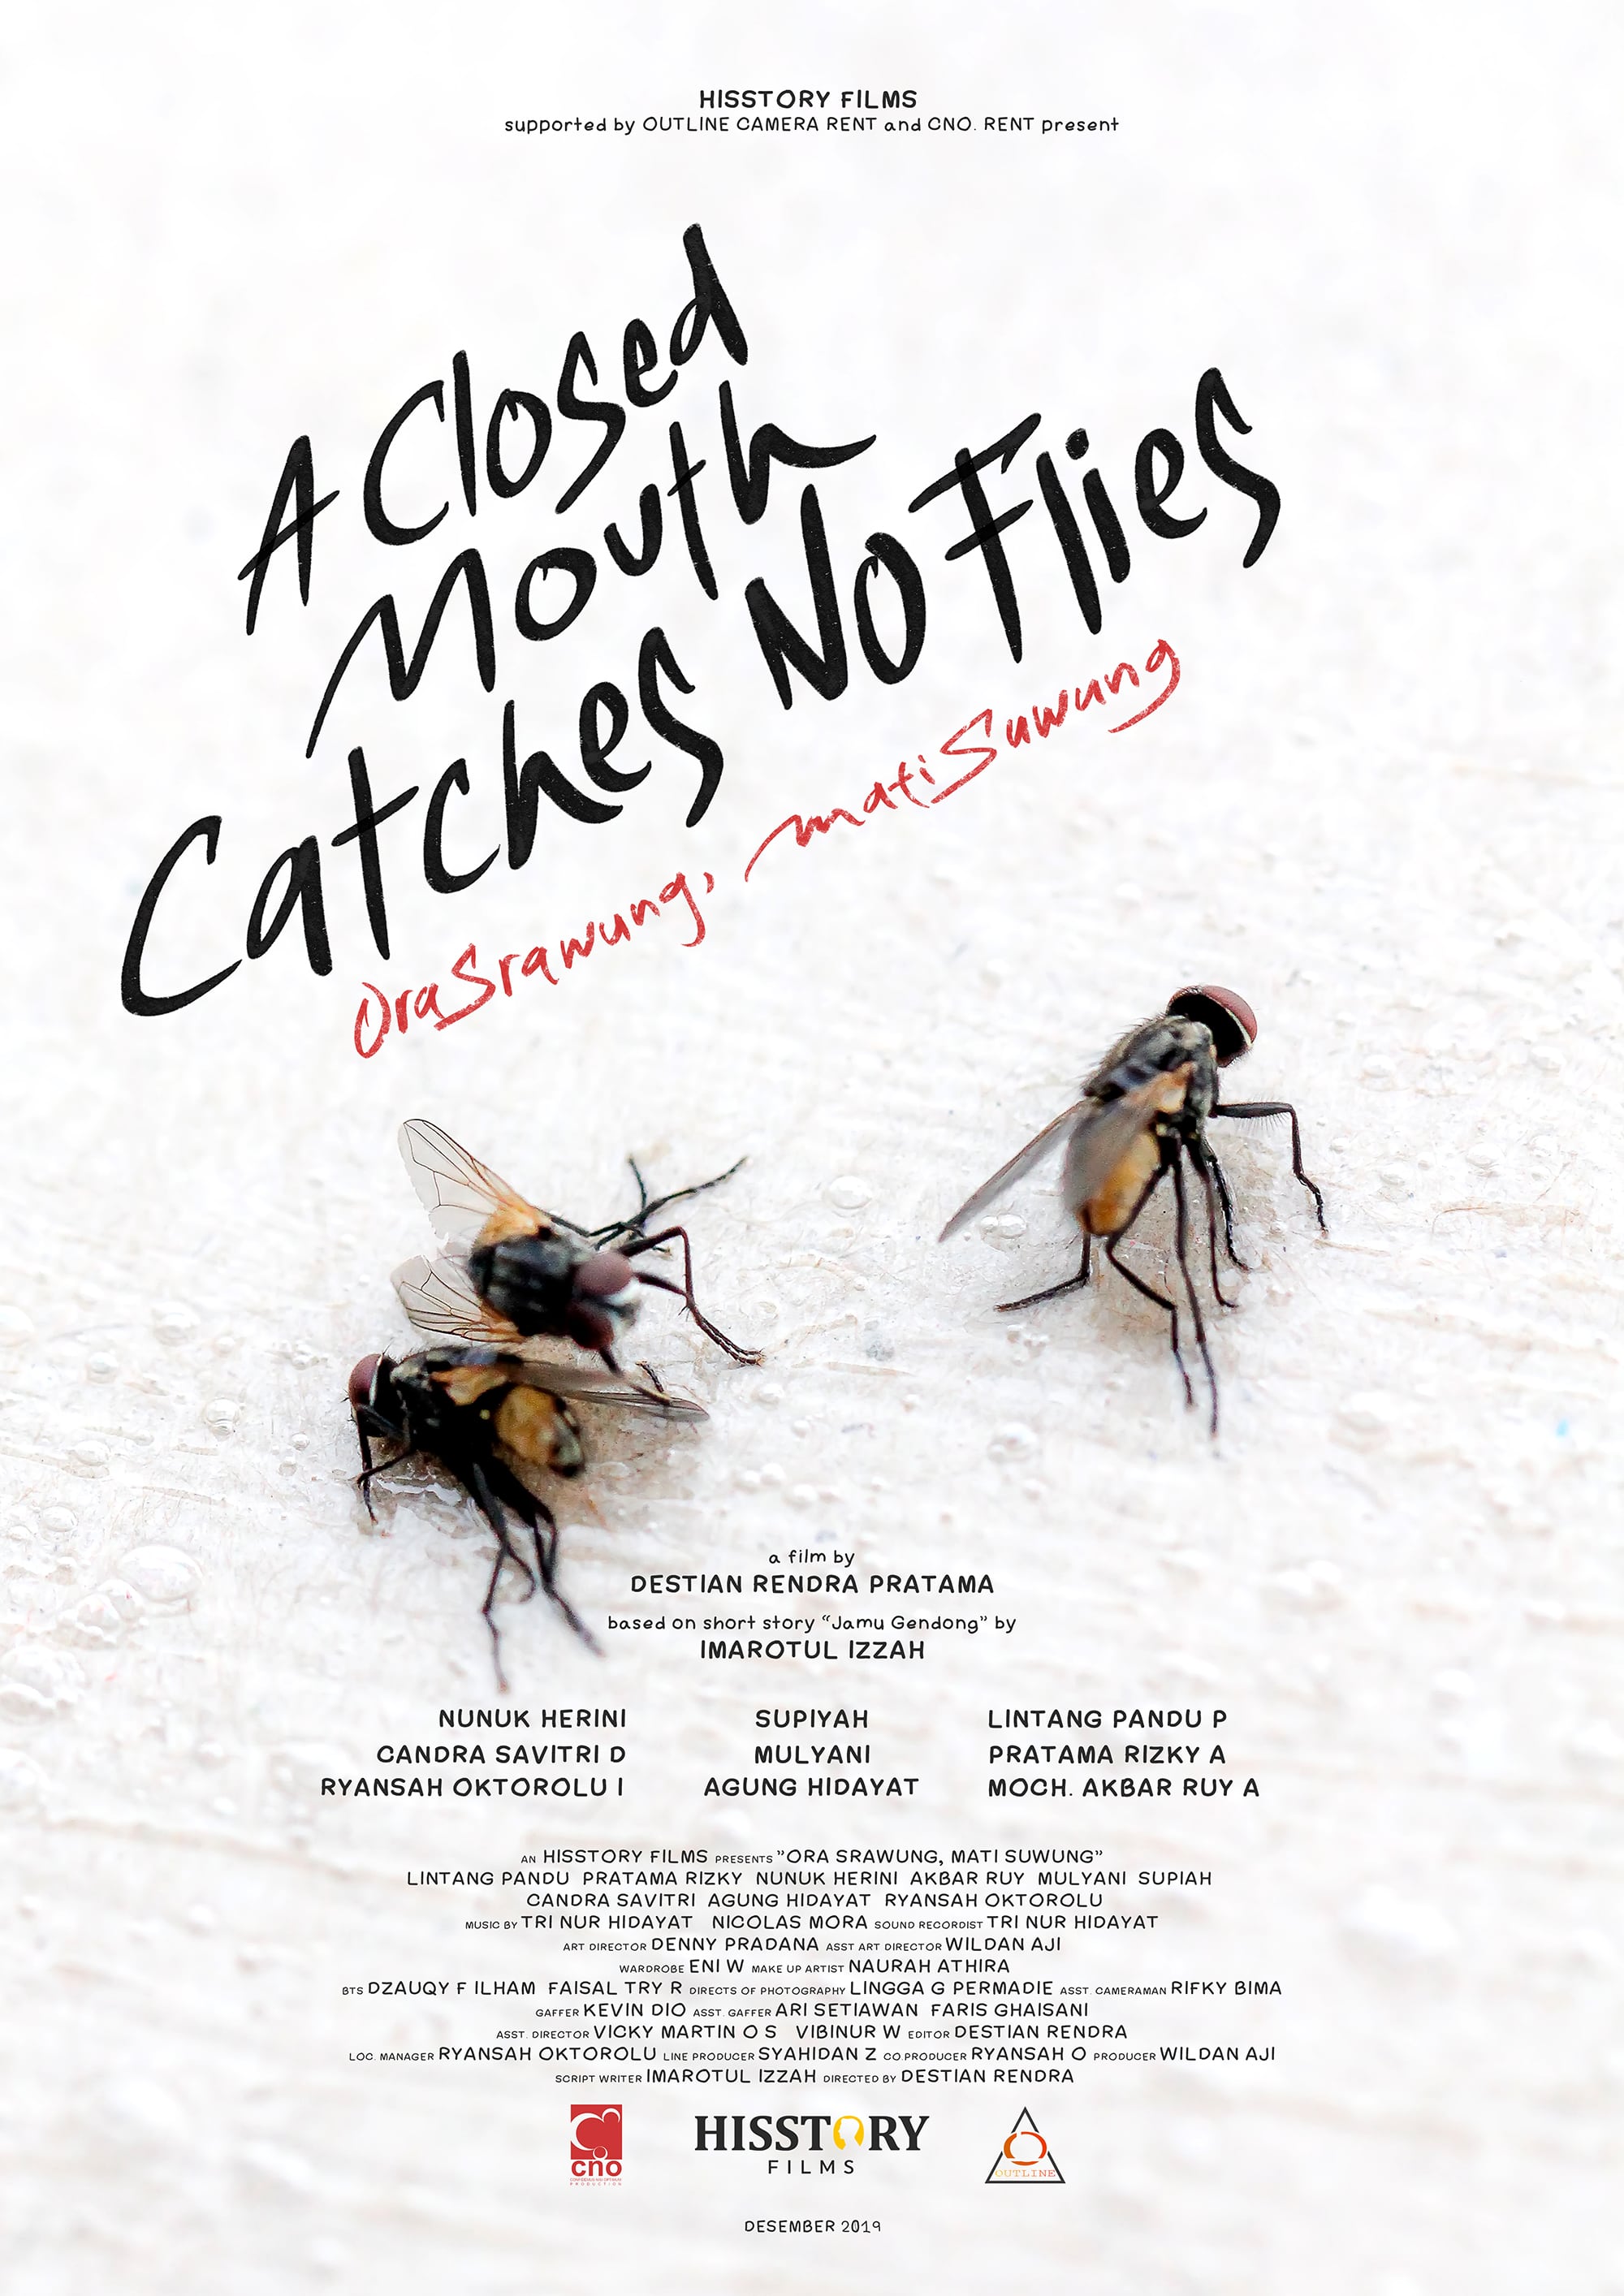 HISSTORY FILMS
supported by OUTLINE CAMERA RENT and CNO. RENT present
A Closed
Mouth
Catches No Flies
Ora Srawung, mati Suwung
a film by
DESTIAN RENDRA PRATAMA
based on short story “Jamu Gendong” by
IMAROTUL IZZAH
NUNUK HERINI SUPIYAH LINTANG PANDU P
CANDRA SAVITRI D MULYANI PRATAMA RIZKY A
RYANSAH OKTOROLU I AGUNG HIDAYAT MOCH. AKBAR RUY A
AN HISSTORY FILMS PRESENTS ”ORA SRAWUNG, MATI SUWUNG”
LINTANG PANDU PRATAMA RIZKY NUNUK HERINI AKBAR RUY MULYANI SUPIAH
CANDRA SAVITRI AGUNG HIDAYAT RYANSAH OKTOROLU
MUSIC BY TRI NUR HIDAYAT NICOLAS MORA SOUND RECORDIST TRI NUR HIDAYAT
ART DIRECTOR DENNY PRADANA ASST ART DIRECTOR WILDAN AJI
WARDROBE ENI W MAKE UP ARTIST NAURAH ATHIRA
BTS DZAUQY F ILHAM FAISAL TRY R DIRECTS OF PHOTOGRAPHY LINGGA G PERMADIE ASST. CAMERAMAN RIFKY BIMA
GAFFER KEVIN DIO ASST. GAFFER ARI SETIAWAN FARIS GHAISANI
ASST. DIRECTOR VICKY MARTIN O S VIBINUR W EDITOR DESTIAN RENDRA
LOC. MANAGER RYANSAH OKTOROLU LINE PRODUCER SYAHIDAN Z CO.PRODUCER RYANSAH O PRODUCER WILDAN AJI
SCRIPT WRITER IMAROTUL IZZAH DIRECTED BY DESTIAN RENDRA
cno
PRODUCTION
HISSTORY
FILMS
OUTLINE
DESEMBER 2019